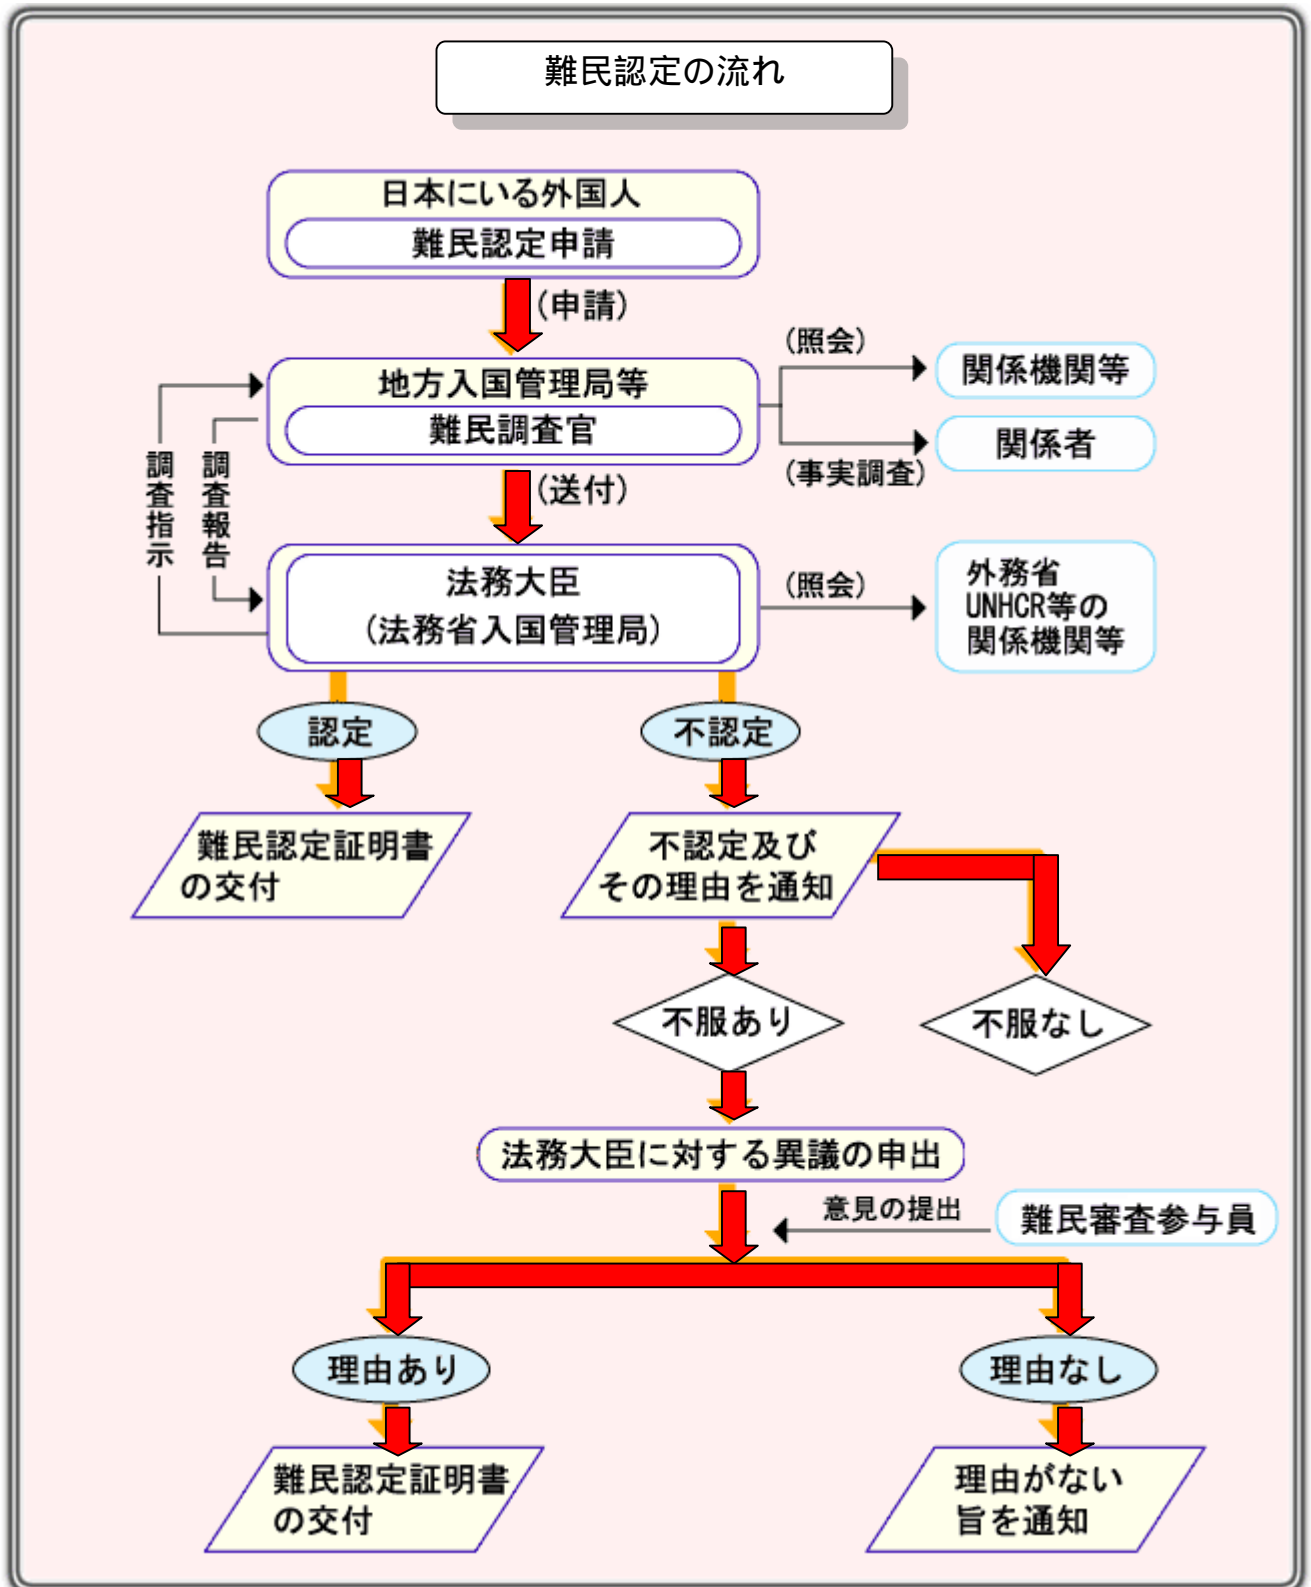 難民認定の流れ
日本にいる外国人
難民認定申請
(申請)
(照会)
関係機関等
地方入国管理局等
難民調査官
関係者
(事実調査)
調査指示
調査報告
(送付)
法務大臣
(法務省入国管理局)
(照会)
外務省
UNHCR等の
関係機関等
認定
不認定
難民認定証明書
の交付
不認定及び
その理由を通知
不服あり
不服なし
法務大臣に対する異議の申出
意見の提出
難民審査参与員
理由あり
理由なし
難民認定証明書
の交付
理由がない
旨を通知